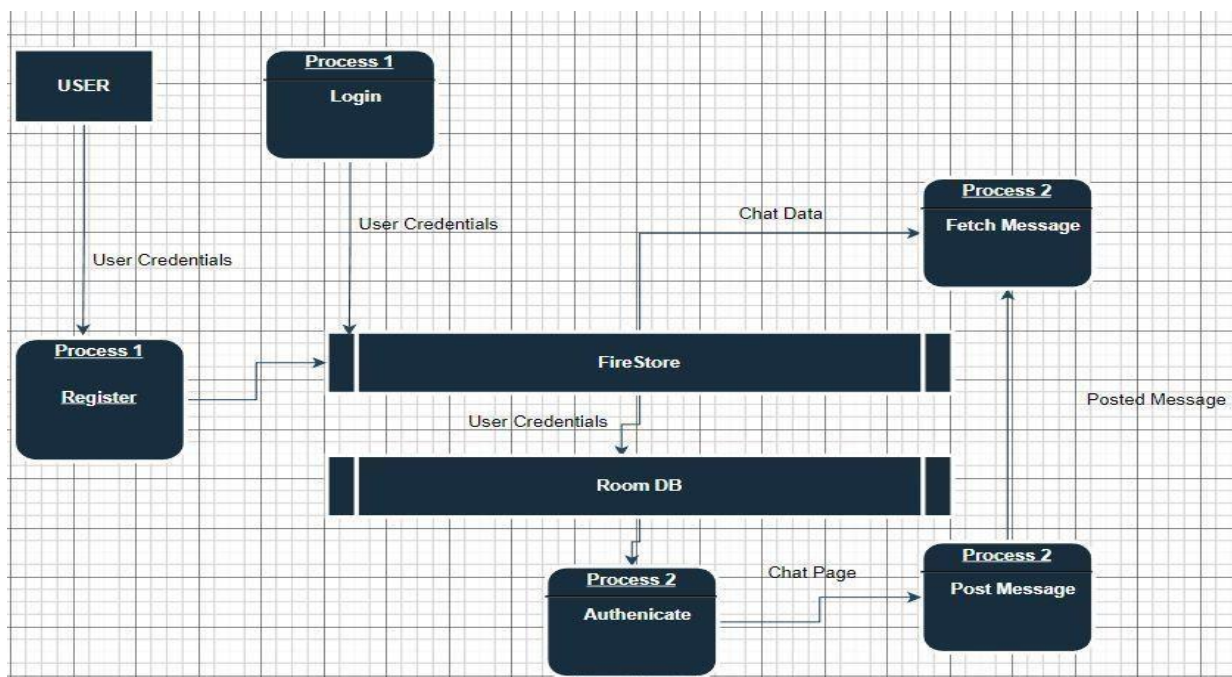 USER
Process 1
Login
User Credentials
User Credentials
Process 1
Register
Chat Data
Process 2
Fetch Message
FireStore
User Credentials
Room DB
Posted Message
Process 2
Authenicate
Chat Page
Process 2
Post Message